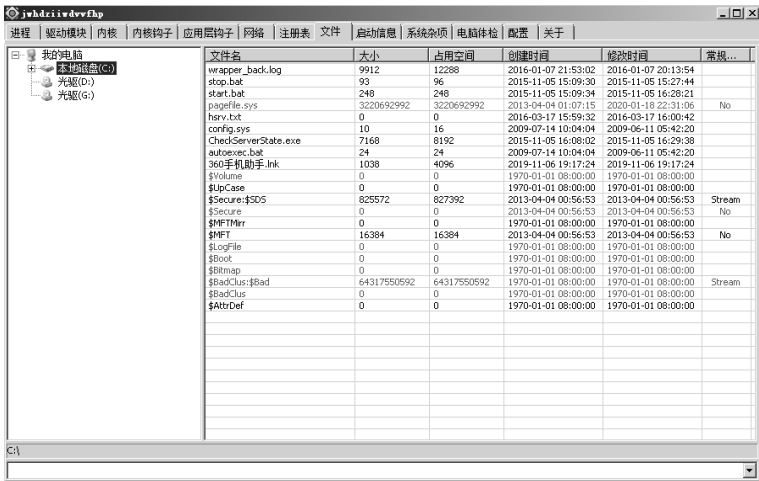 jwhdziiwdvvfhp
进程 驱动模块 内核 内核钩子 应用层钩子 网络 注册表 文件 启动信息 系统杂项 电脑体检 配置 关于
我的电脑
本地磁盘(C:)
光驱(D:)
光驱(G:)
文件名 大小 占用空间 创建时间 修改时间 常规...
wrapper_back.log 9912 12288 2016-01-07 21:53:02 2016-01-07 20:13:54
stop.bat 93 96 2015-11-05 15:09:30 2015-11-05 15:27:44
start.bat 248 248 2015-11-05 15:09:34 2015-11-05 16:28:21
pagefile.sys 3220692992 3220692992 2013-04-04 01:07:15 2020-01-18 22:31:06 No
hsrv.txt 0 0 2016-03-17 15:59:32 2016-03-17 16:00:42
config.sys 10 16 2009-07-14 10:04:04 2009-06-11 05:42:20
CheckServerState.exe 7168 8192 2015-11-05 16:08:02 2015-11-05 16:29:38
autoexec.bat 24 24 2009-07-14 10:04:04 2009-06-11 05:42:20
360手机助手.lnk 1038 4096 2019-11-06 19:17:24 2019-11-06 19:17:24
$Volume 0 0 1970-01-01 08:00:00 1970-01-01 08:00:00
$UpCase 0 0 1970-01-01 08:00:00 1970-01-01 08:00:00
$Secure:$SDS 825572 827392 2013-04-04 00:56:53 2013-04-04 00:56:53 Stream
$Secure 0 0 2013-04-04 00:56:53 2013-04-04 00:56:53 No
$MFTMirr 0 0 1970-01-01 08:00:00 1970-01-01 08:00:00
$MFT 16384 16384 2013-04-04 00:56:53 2013-04-04 00:56:53 No
$LogFile 0 0 1970-01-01 08:00:00 1970-01-01 08:00:00
$Boot 0 0 1970-01-01 08:00:00 1970-01-01 08:00:00
$Bitmap 0 0 1970-01-01 08:00:00 1970-01-01 08:00:00
$BadClus:$Bad 64317550592 64317550592 1970-01-01 08:00:00 1970-01-01 08:00:00 Stream
$BadClus 0 0 1970-01-01 08:00:00 1970-01-01 08:00:00
$AttrDef 0 0 1970-01-01 08:00:00 1970-01-01 08:00:00
C:\